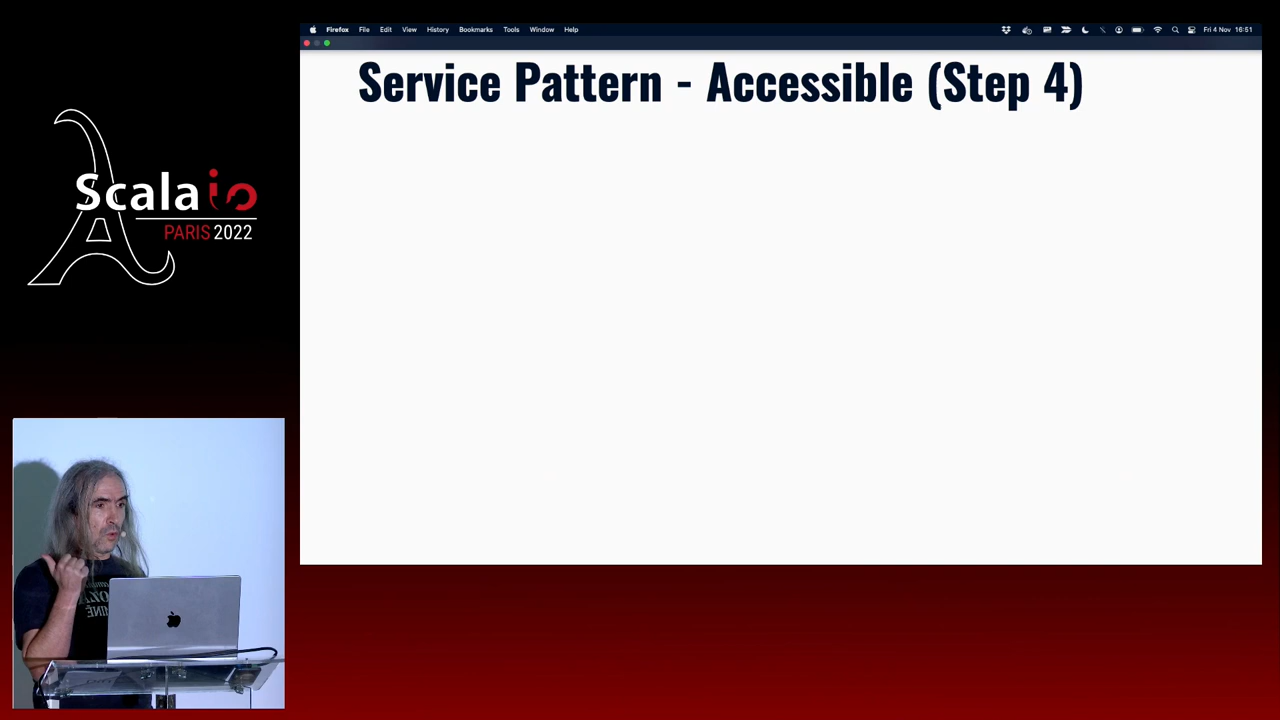 Firefox File Edit View History Bookmarks Tools Window Help
Fri 4 Nov 16:51
Service Pattern - Accessible (Step 4)
Scala io
PARIS 2022